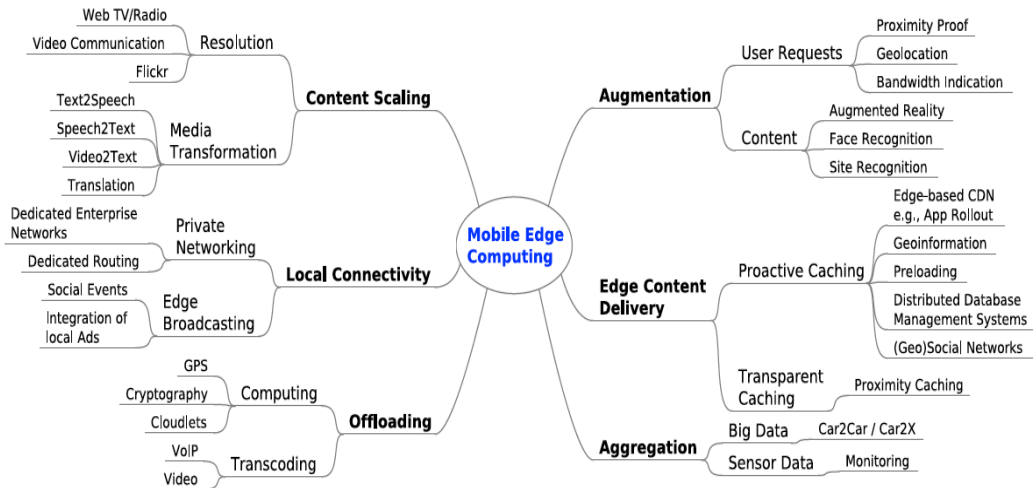 Web TV/Radio
Video Communication
Flickr
Resolution
Text2Speech
Speech2Text
Video2Text
Translation
Media
Transformation
Content Scaling
Dedicated Enterprise
Networks
Dedicated Routing
Private
Networking
Social Events
Integration of
local Ads
Edge
Broadcasting
Local Connectivity
GPS
Cryptography
Cloudlets
Computing
VoIP
Video
Transcoding
Offloading
Mobile Edge
Computing
Augmentation
User Requests
Proximity Proof
Geolocation
Bandwidth Indication
Content
Augmented Reality
Face Recognition
Site Recognition
Edge Content
Delivery
Proactive Caching
Edge-based CDN
e.g., App Rollout
Geoinformation
Preloading
Distributed Database
Management Systems
(Geo)Social Networks
Transparent
Caching
Proximity Caching
Aggregation
Big Data
Car2Car / Car2X
Sensor Data
Monitoring